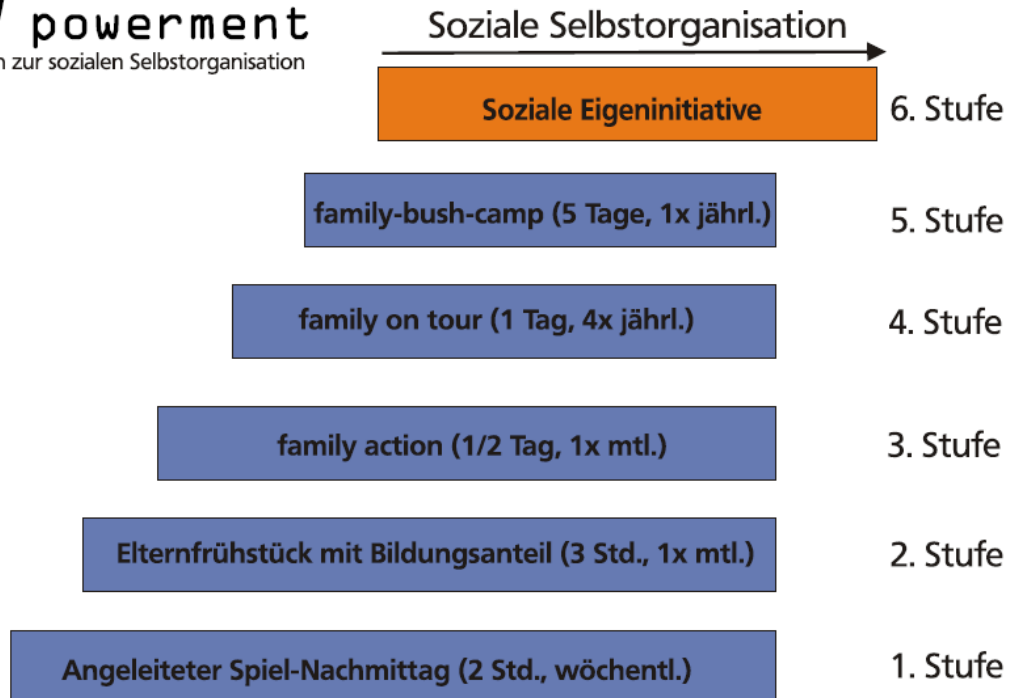 powerment
zur sozialen Selbstorganisation
Soziale Selbstorganisation
Soziale Eigeninitiative
6. Stufe
family-bush-camp (5 Tage, 1x jährl.)
5. Stufe
family on tour (1 Tag, 4x jährl.)
4. Stufe
family action (1/2 Tag, 1x mtl.)
3. Stufe
Elternfrühstück mit Bildungsanteil (3 Std., 1x mtl.)
2. Stufe
Angeleiteter Spiel-Nachmittag (2 Std., wöchentl.)
1. Stufe